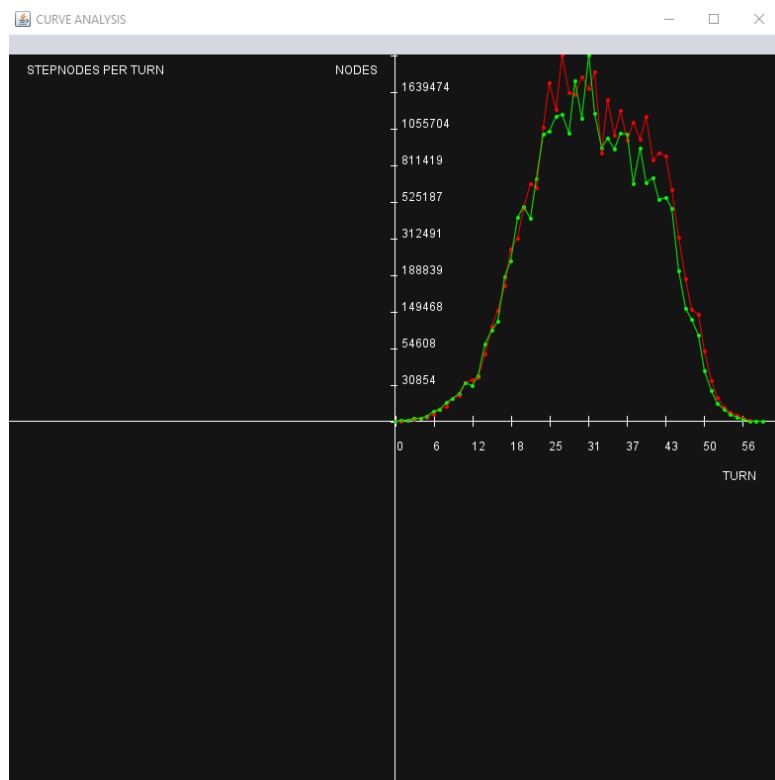 CURVE ANALYSIS
STEPNODES PER TURN NODES
1639474
1055704
811419
525187
312491
188839
149468
54608
30854
0 6 12 18 25 31 37 43 50 56
TURN